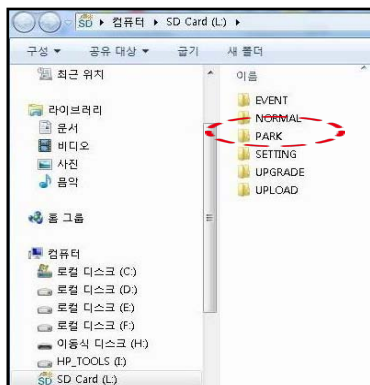 SD ▸ 컴퓨터 ▸ SD Card (L:) ▸
구성 ▼ 공유 대상 ▼ 굽기 새 폴더
최근 위치
라이브러리
문서
비디오
사진
음악
홈 그룹
컴퓨터
로컬 디스크 (C:)
로컬 디스크 (D:)
로컬 디스크 (E:)
로컬 디스크 (F:)
이동식 디스크 (H:)
HP_TOOLS (I:)
SD SD Card (L:)
이름
EVENT
NORMAL
PARK
SETTING
UPGRADE
UPLOAD